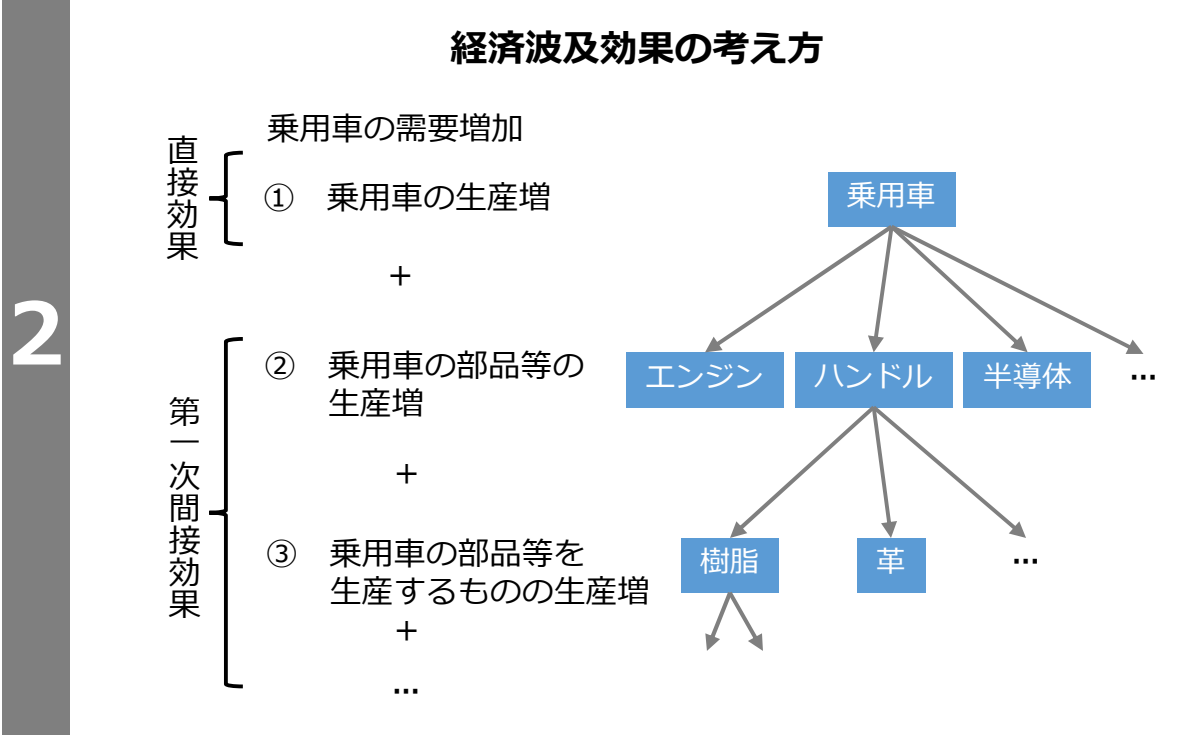 経済波及効果の考え方
2
直接効果
乗用車の需要増加
① 乗用車の生産増
+
第一次間接効果
② 乗用車の部品等の
生産増
+
③ 乗用車の部品等を
生産するものの生産増
+
…
乗用車
エンジン
ハンドル
半導体
…
樹脂
革
…